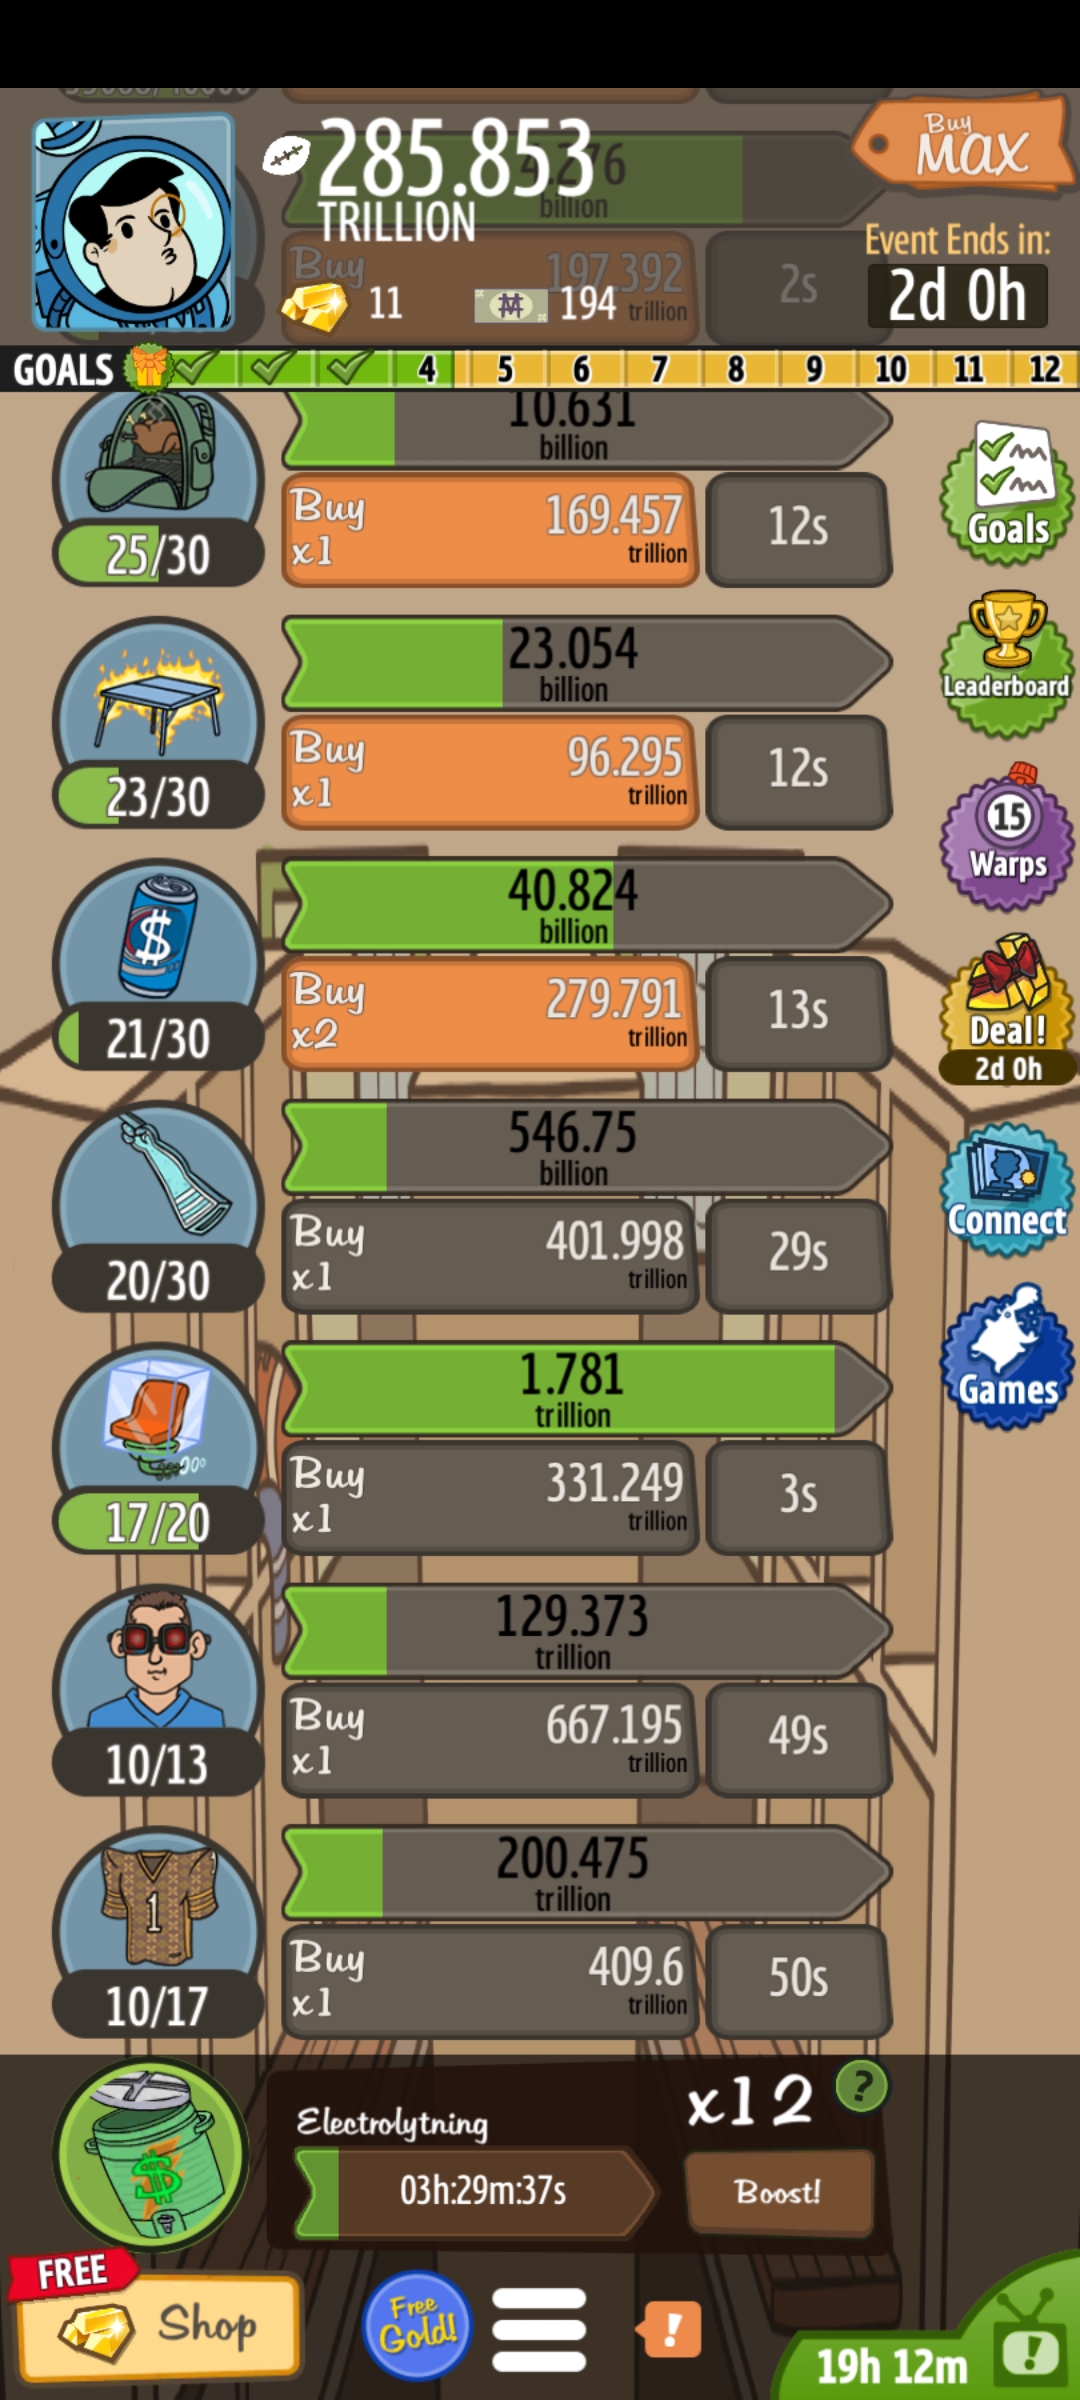 285.853
TRILLION
4.276
billion
Buy
MAX
Event Ends in:
2d 0h
Buy
197.392
trillion
2s
11
194
GOALS 4 5 6 7 8 9 10 11 12
10.631
billion
25/30
Buy
x1
169.457
trillion
12s
Goals
23.054
billion
23/30
Buy
x1
96.295
trillion
12s
Leaderboard
40.824
billion
$
21/30
Buy
x2
279.791
trillion
13s
15
Warps
Deal!
2d 0h
546.75
billion
20/30
Buy
x1
401.998
trillion
29s
Connect
1.781
trillion
17/20
Buy
x1
331.249
trillion
3s
Games
129.373
trillion
10/13
Buy
x1
667.195
trillion
49s
200.475
trillion
1
10/17
Buy
x1
409.6
trillion
50s
$
Electrolytning
x12
?
03h:29m:37s
Boost!
FREE
Shop
Free
Gold!
!
19h 12m
!